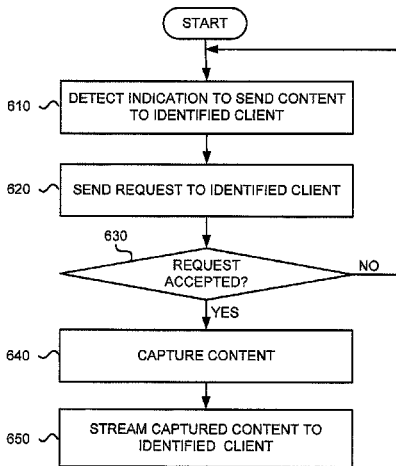 START
610
DETECT INDICATION TO SEND CONTENT
TO IDENTIFIED CLIENT
620
SEND REQUEST TO IDENTIFIED CLIENT
630
REQUEST
ACCEPTED?
NO
YES
640
CAPTURE CONTENT
650
STREAM CAPTURED CONTENT TO
IDENTIFIED CLIENT